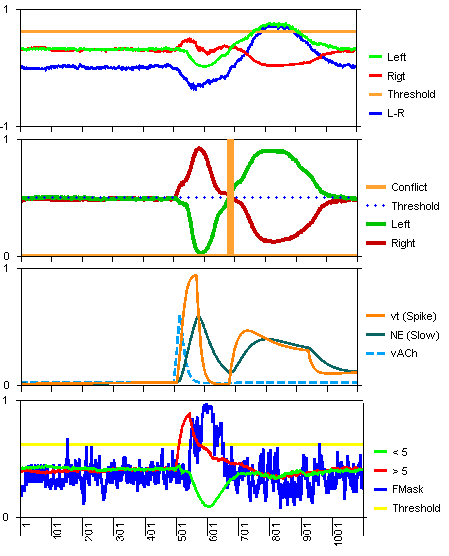 1
Left
Rigt
Threshold
L-R
-1
1
Conflict
Threshold
Left
Right
0
1
vt (Spike)
NE (Slow)
vACh
0
1
< 5
> 5
FMask
Threshold
0
1
101
201
301
401
501
601
701
801
901
1001